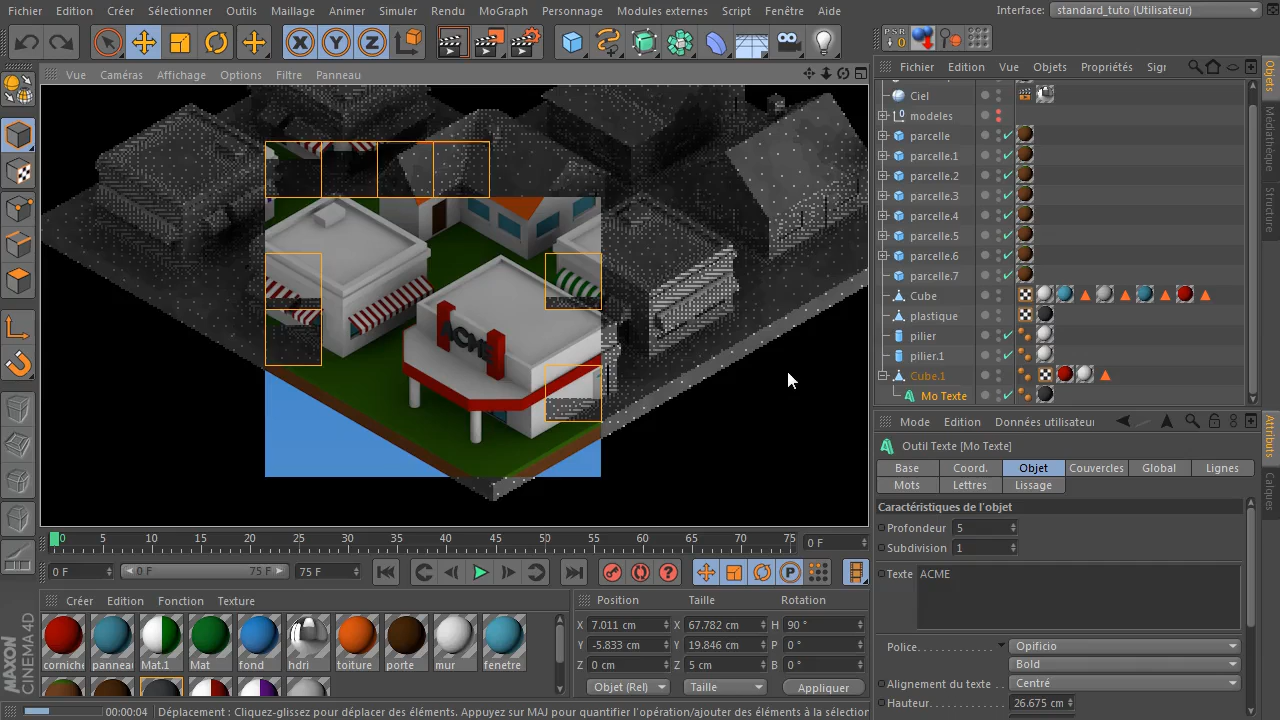 Fichier Edition Créer Sélectionner Outils Maillage Animer Simuler Rendu MoGraph Personnage Modules externes Script Fenêtre Aide Interface: standard_tuto (Utilisateur)
X Y Z PSR 0
Vue Caméras Affichage Options Filtre Panneau
Fichier Edition Vue Objets Propriétés Sigr
Objets
Médiathèque
Structure
Ciel
modeles
parcelle
parcelle.1
parcelle.2
parcelle.3
parcelle.4
parcelle.5
parcelle.6
parcelle.7
Cube
plastique
pilier
pilier.1
Cube.1
Mo Texte
ACME
Mode Edition Données utilisateur
Attributs
Calques
Outil Texte [Mo Texte]
Base Coord. Objet Couvercles Global Lignes
Mots Lettres Lissage
Caractéristiques de l'objet
Profondeur 5
Subdivision 1
Texte ACME
Police. . . . . . . . . . . . Opificio
Bold
Alignement du texte . . Centré
Hauteur. . . . . . . . . . . 26.675 cm
0 5 10 15 20 25 30 35 40 45 50 55 60 65 70 75 0 F
0 F 0 F 75 F 75 F
Créer Edition Fonction Texture
corniche panneau Mat.1 Mat fond hdri toiture porte mur fenetre
Position Taille Rotation
X 7.011 cm X 67.782 cm H 90 °
Y -5.833 cm Y 19.846 cm P 0 °
Z 0 cm Z 5 cm B 0 °
Objet (Rel) Taille Appliquer
MAXON
CINEMA 4D
00:00:04 Déplacement : Cliquez-glissez pour déplacer des éléments. Appuyez sur MAJ pour quantifier l'opération/ajouter des éléments à la sélection